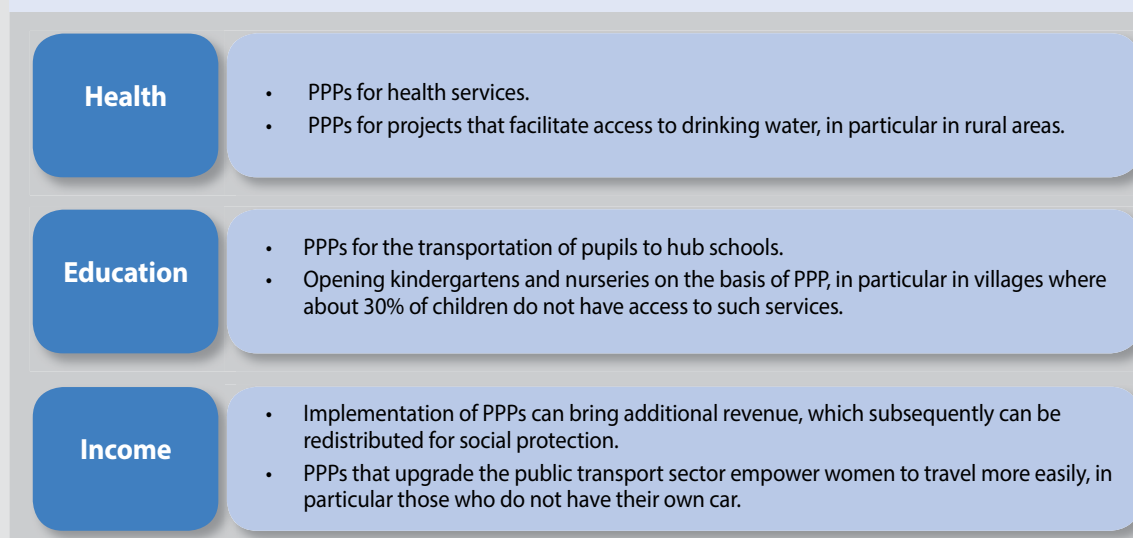 Health
• PPPs for health services.
• PPPs for projects that facilitate access to drinking water, in particular in rural areas.
Education
• PPPs for the transportation of pupils to hub schools.
• Opening kindergartens and nurseries on the basis of PPP, in particular in villages where
about 30% of children do not have access to such services.
Income
• Implementation of PPPs can bring additional revenue, which subsequently can be
redistributed for social protection.
• PPPs that upgrade the public transport sector empower women to travel more easily, in
particular those who do not have their own car.